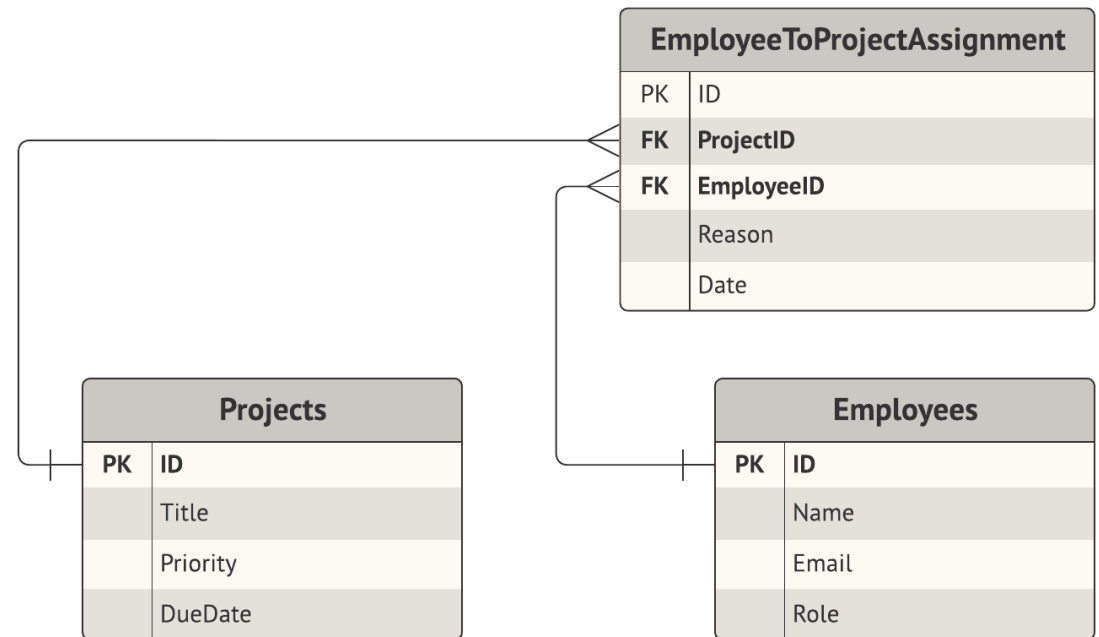 EmployeeToProjectAssignment
PK ID
FK ProjectID
FK EmployeeID
Reason
Date
Projects
PK ID
Title
Priority
DueDate
Employees
PK ID
Name
Email
Role